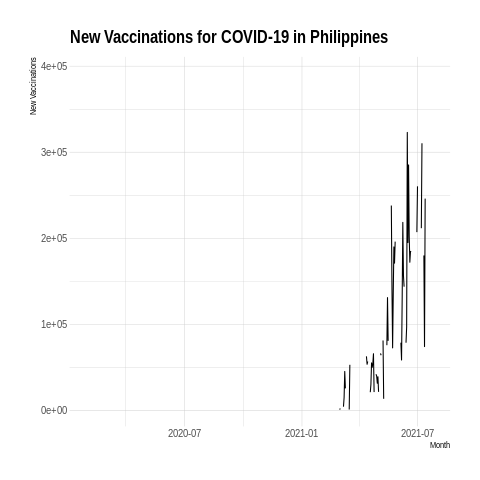 New Vaccinations for COVID-19 in Philippines
New Vaccinations
4e+05
3e+05
2e+05
1e+05
0e+00
2020-07
2021-01
2021-07
Month